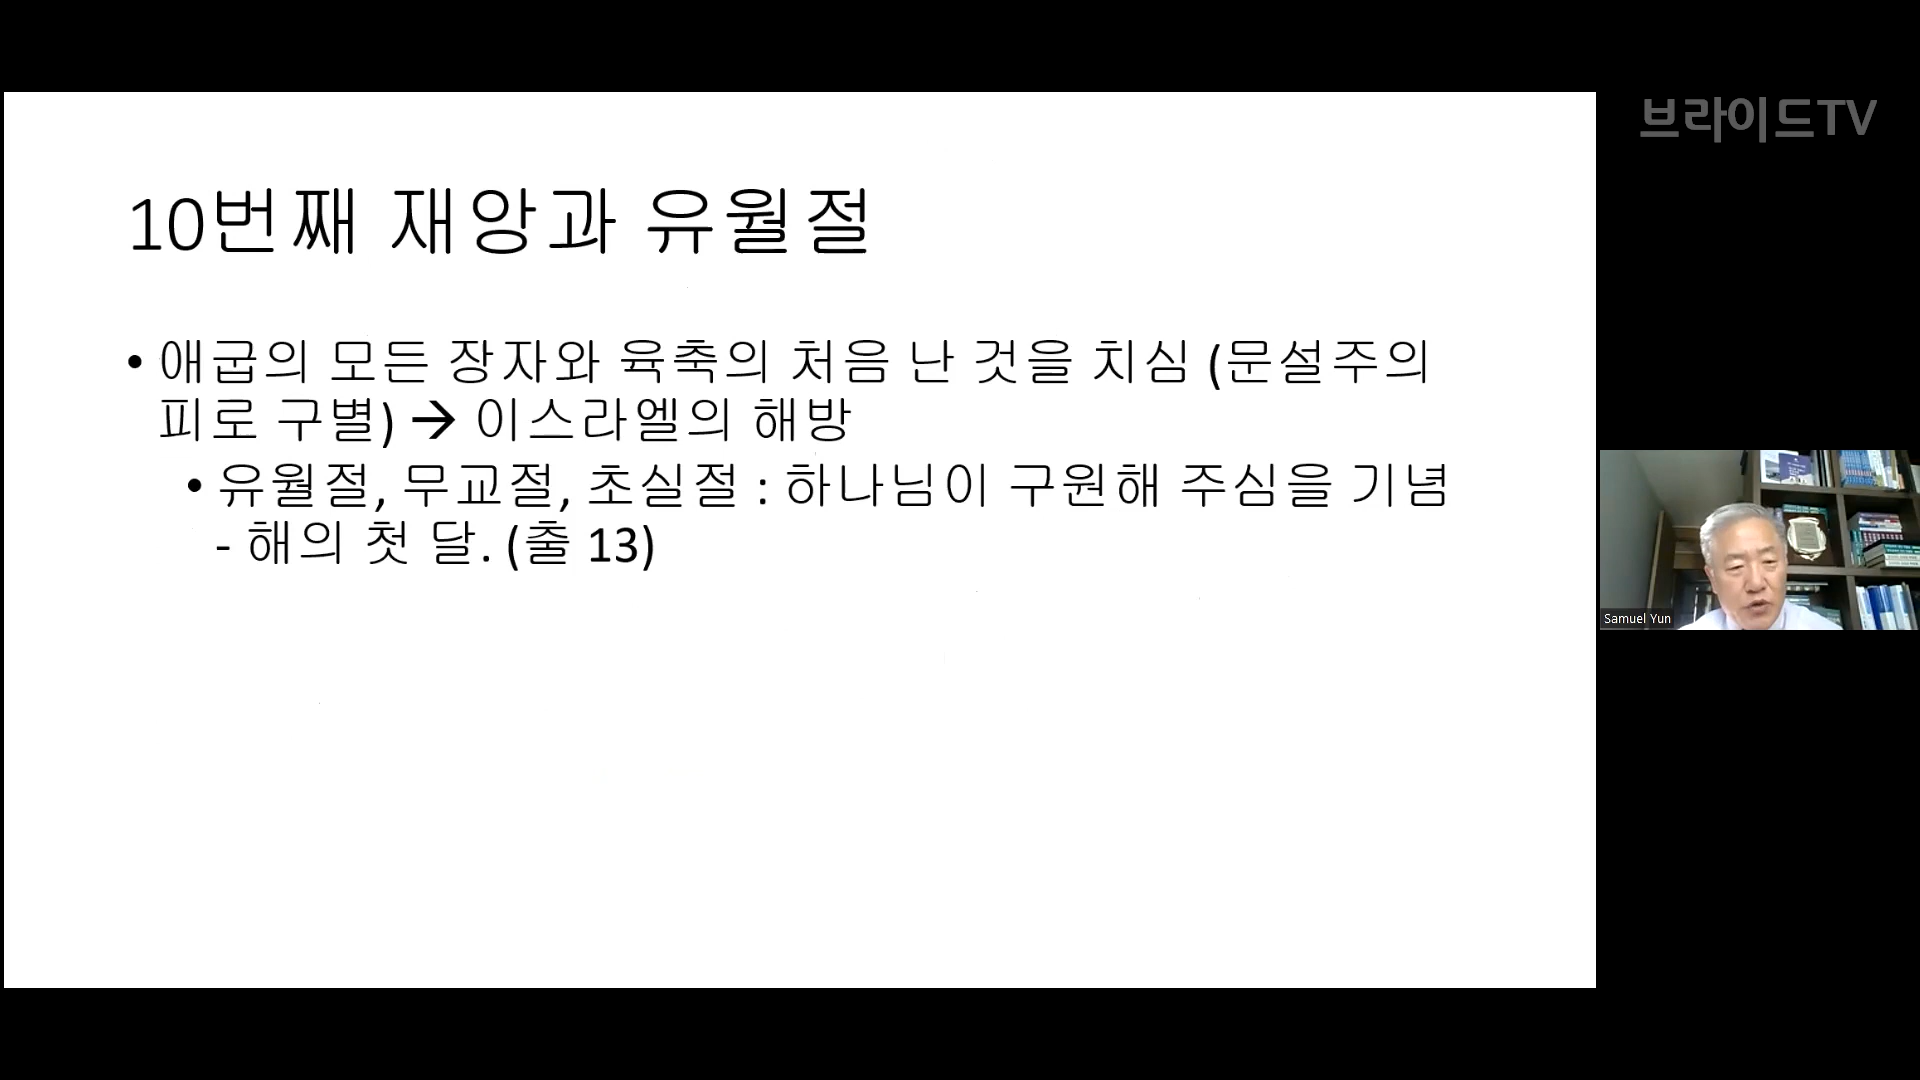 브라이드TV
10번째 재앙과 유월절
• 애굽의 모든 장자와 육축의 처음 난 것을 치심 (문설주의
피로 구별) → 이스라엘의 해방
• 유월절, 무교절, 초실절 : 하나님이 구원해 주심을 기념
- 해의 첫 달. (출 13)
Samuel Yun